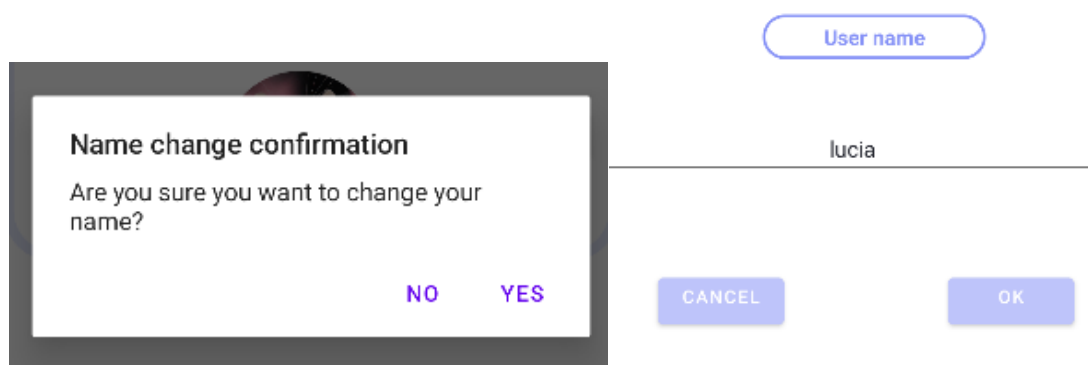 Name change confirmation
Are you sure you want to change your
name?
NO YES
User name
lucia
CANCEL OK